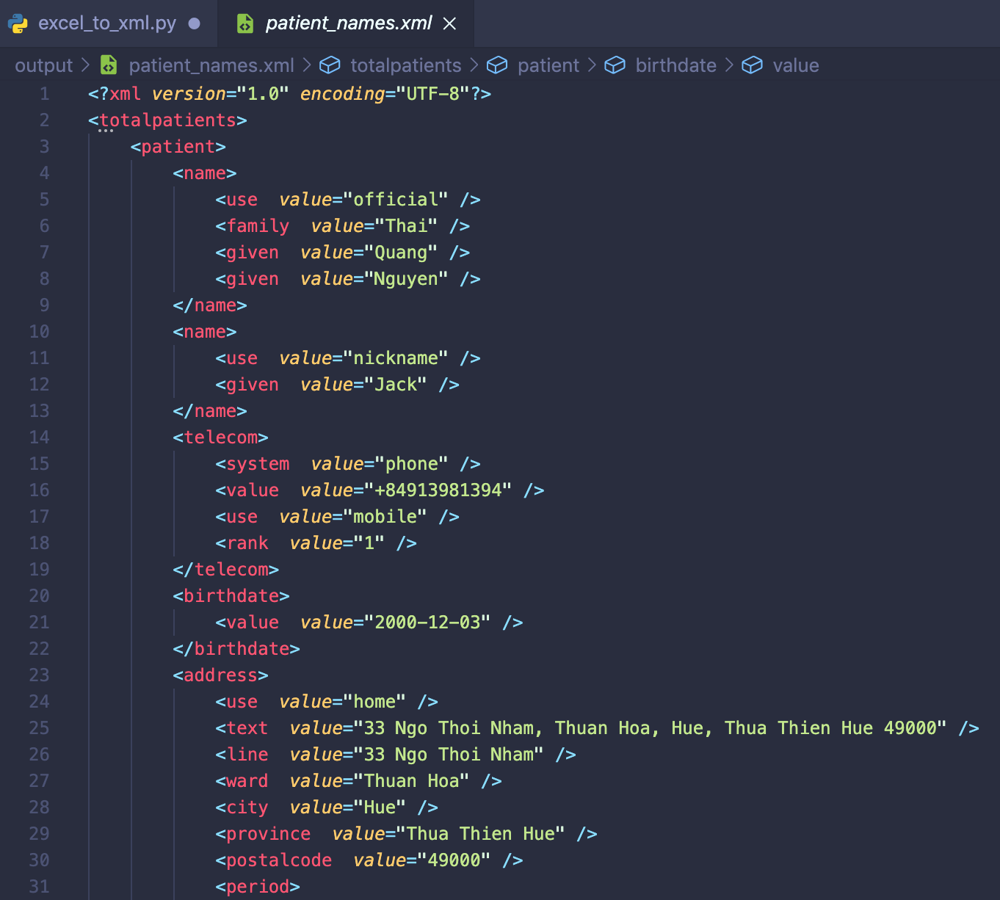 excel_to_xml.py
patient_names.xml
output > patient_names.xml > totalpatients > patient > birthdate > value
1 <?xml version="1.0" encoding="UTF-8"?>
2 <totalpatients>
3 <patient>
4 <name>
5 <use  value="official" />
6 <family  value="Thai" />
7 <given  value="Quang" />
8 <given  value="Nguyen" />
9 </name>
10 <name>
11 <use  value="nickname" />
12 <given  value="Jack" />
13 </name>
14 <telecom>
15 <system  value="phone" />
16 <value  value="+84913981394" />
17 <use  value="mobile" />
18 <rank  value="1" />
19 </telecom>
20 <birthdate>
21 <value  value="2000-12-03" />
22 </birthdate>
23 <address>
24 <use  value="home" />
25 <text  value="33 Ngo Thoi Nham, Thuan Hoa, Hue, Thua Thien Hue 49000" />
26 <line  value="33 Ngo Thoi Nham" />
27 <ward  value="Thuan Hoa" />
28 <city  value="Hue" />
29 <province  value="Thua Thien Hue" />
30 <postalcode  value="49000" />
31 <period>